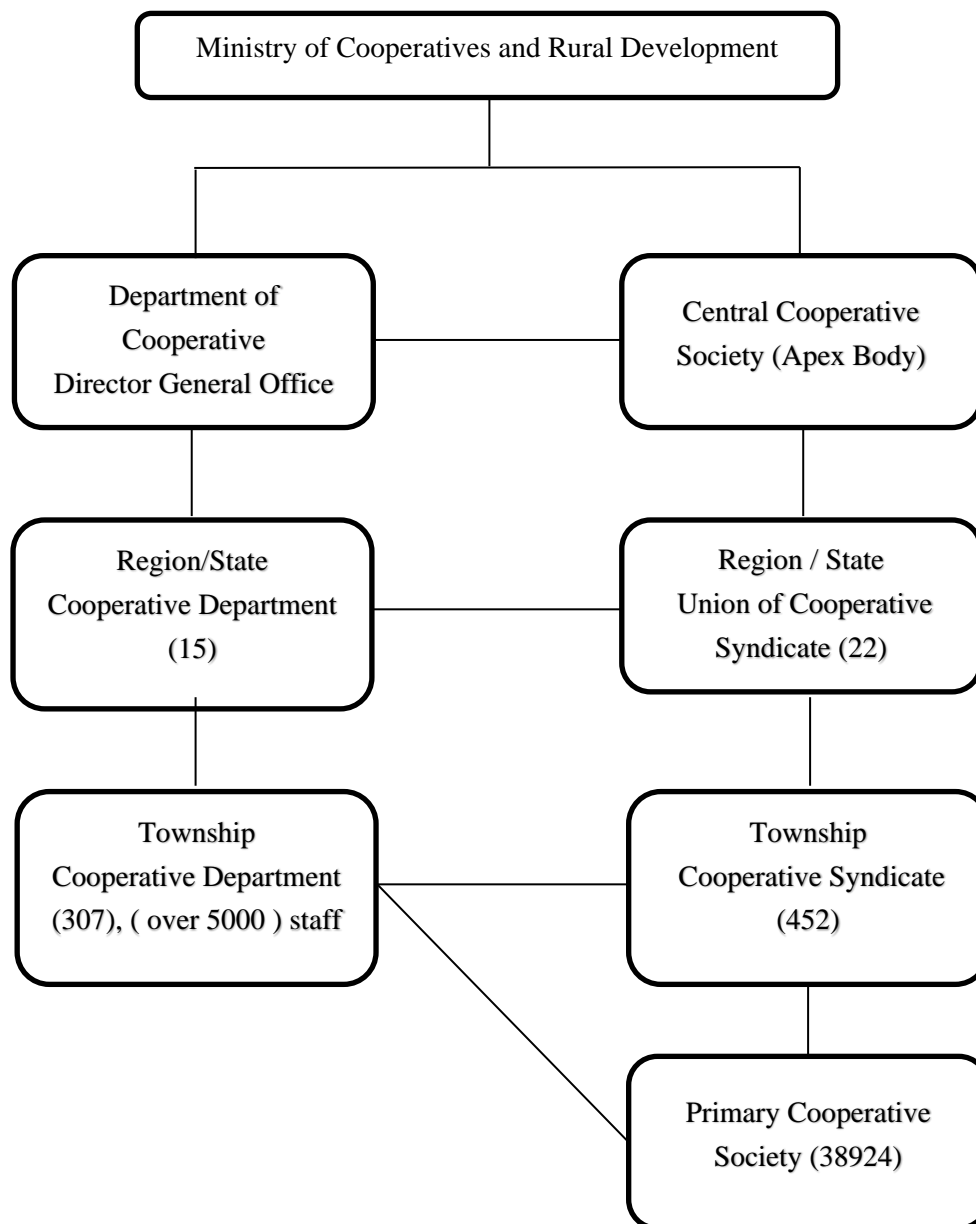 Ministry of Cooperatives and Rural Development
Department of
Cooperative
Director General Office
Central Cooperative
Society (Apex Body)
Region/State
Cooperative Department
(15)
Region / State
Union of Cooperative
Syndicate (22)
Township
Cooperative Department
(307), ( over 5000 ) staff
Township
Cooperative Syndicate
(452)
Primary Cooperative
Society (38924)